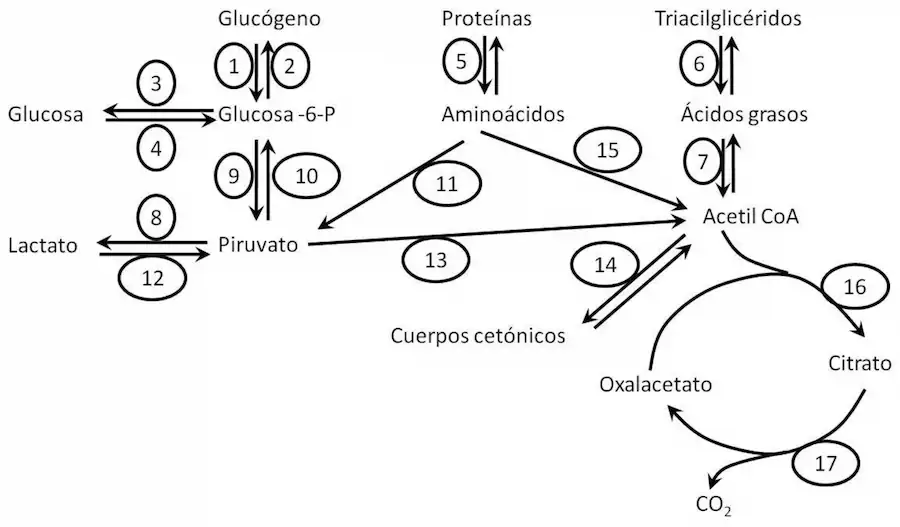 Glucógeno
Proteínas
Triacilglicéridos
1
2
5
6
3
Glucosa
Glucosa -6-P
Aminoácidos
Ácidos grasos
4
9
10
11
15
7
8
Lactato
Piruvato
Acetil CoA
12
13
14
16
Cuerpos cetónicos
Citrato
Oxalacetato
17
CO₂